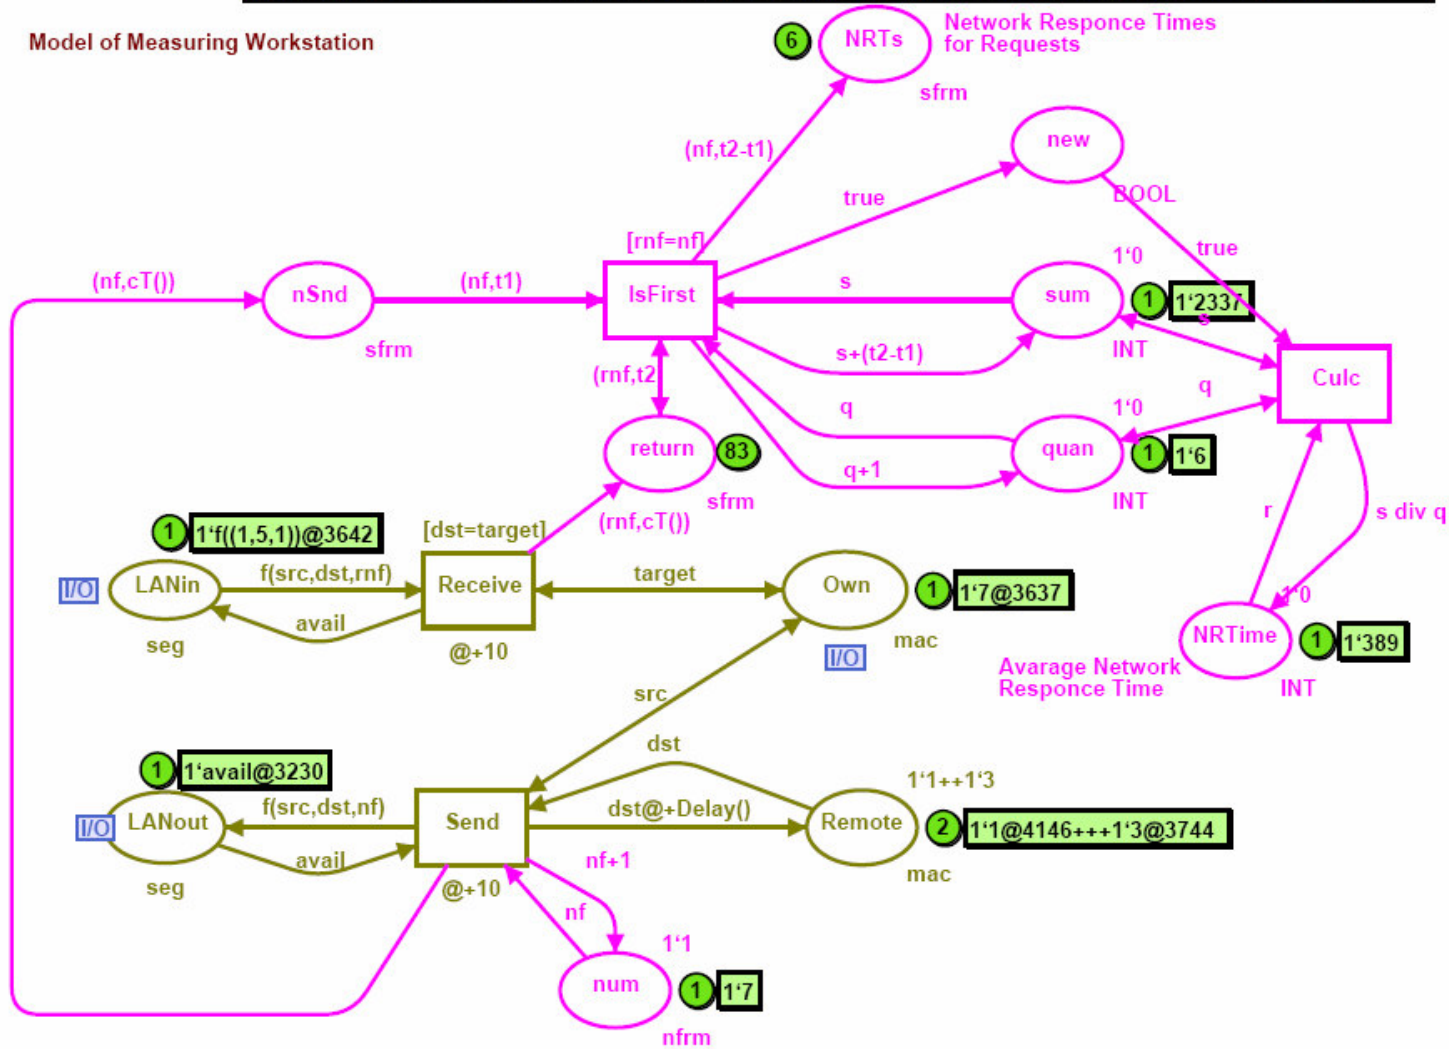 Model of Measuring Workstation
6
NRTs
Network Responce Times
for Requests
sfrm
(nf,t2-t1)
new
BOOL
true
true
[rnf=nf]
(nf,cT())
nSnd
sfrm
(nf,t1)
IsFirst
s
sum
1‘0
1
1‘2337
s
INT
s+(t2-t1)
(rnf,t2
q
1‘0
q
Culc
return
83
sfrm
q+1
quan
1
1‘6
INT
(rnf,cT())
r
s div q
1
1‘f((1,5,1))@3642
[dst=target]
I/O
LANin
f(src,dst,rnf)
Receive
target
Own
1
1‘7@3637
avail
seg
@+10
mac
I/O
1‘0
NRTime
1
1‘389
Avarage Network
Responce Time
INT
src
dst
1
1‘avail@3230
1‘1++1‘3
I/O
LANout
f(src,dst,nf)
Send
dst@+Delay()
Remote
2
1‘1@4146+++1‘3@3744
avail
seg
@+10
nf+1
mac
nf
1‘1
num
1
1‘7
nfrm